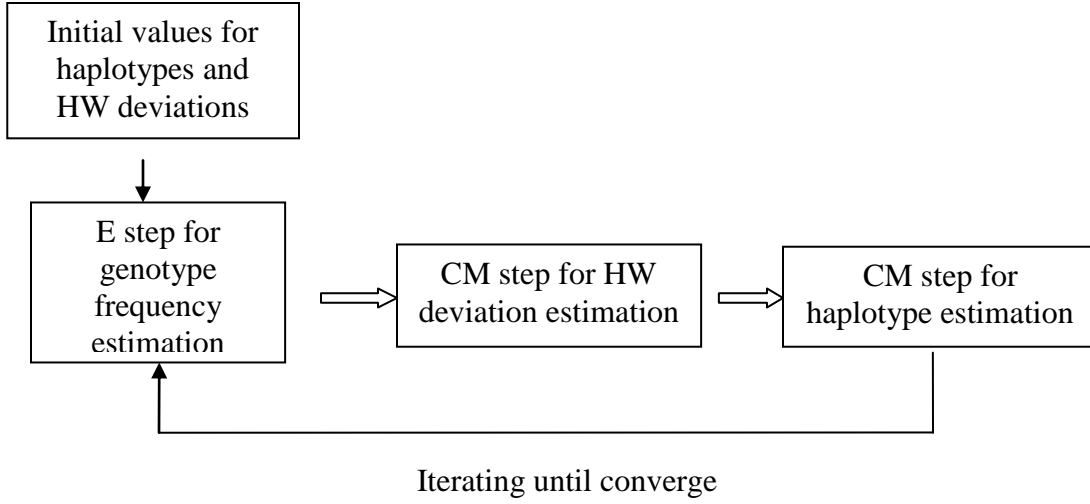 Initial values for
haplotypes and
HW deviations
E step for
genotype
frequency
estimation
CM step for HW
deviation estimation
CM step for
haplotype estimation
Iterating until converge